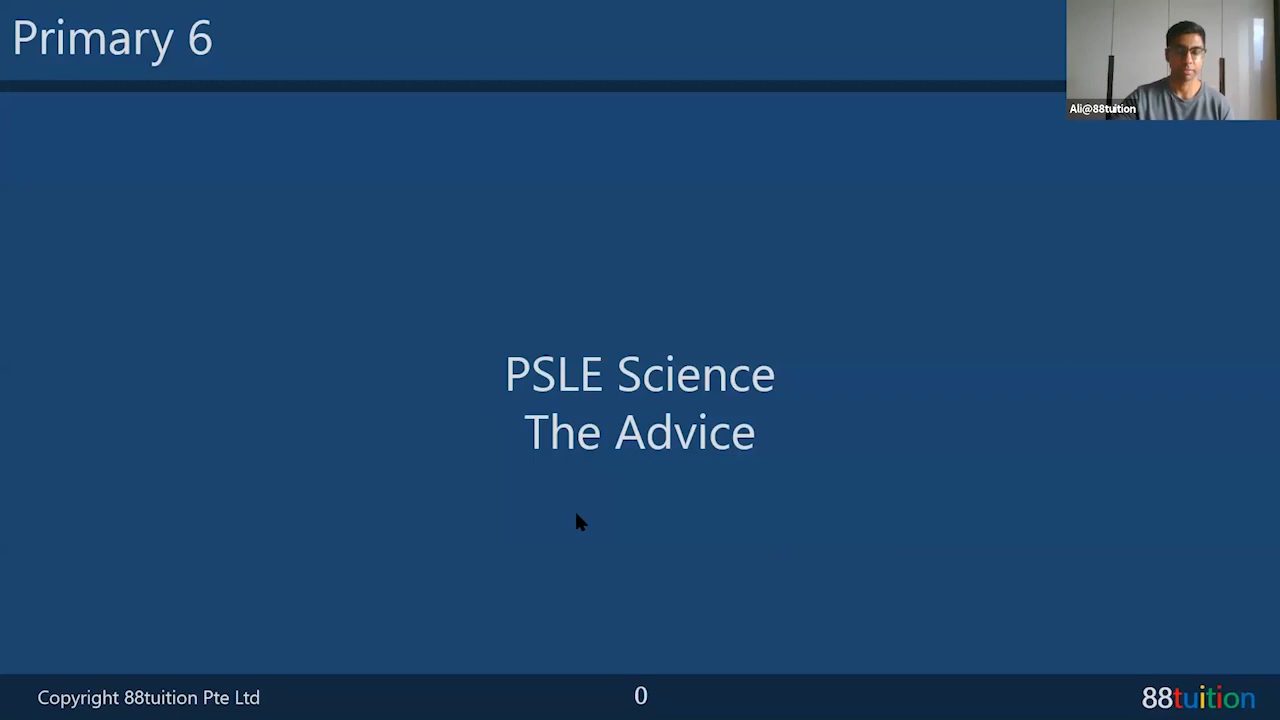 Primary 6
Ali@88tuition
PSLE Science
The Advice
Copyright 88tuition Pte Ltd
0
88tuition